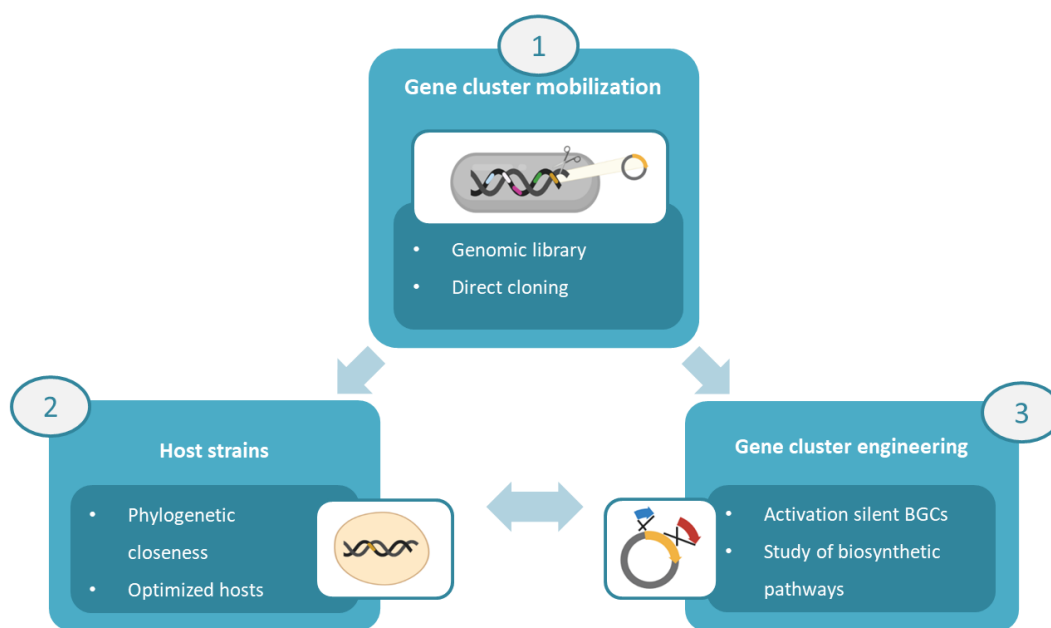 1
Gene cluster mobilization
• Genomic library
• Direct cloning
2
Host strains
• Phylogenetic
closeness
• Optimized hosts
3
Gene cluster engineering
• Activation silent BGCs
• Study of biosynthetic
pathways